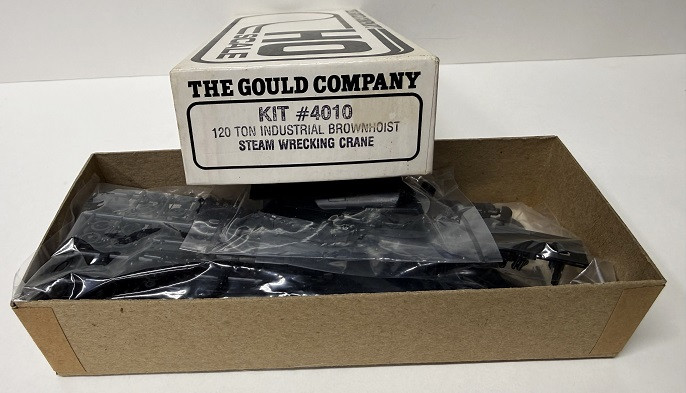 HO
SCALE
THE GOULD COMPANY
KIT #4010
120 TON INDUSTRIAL BROWNHOIST
STEAM WRECKING CRANE